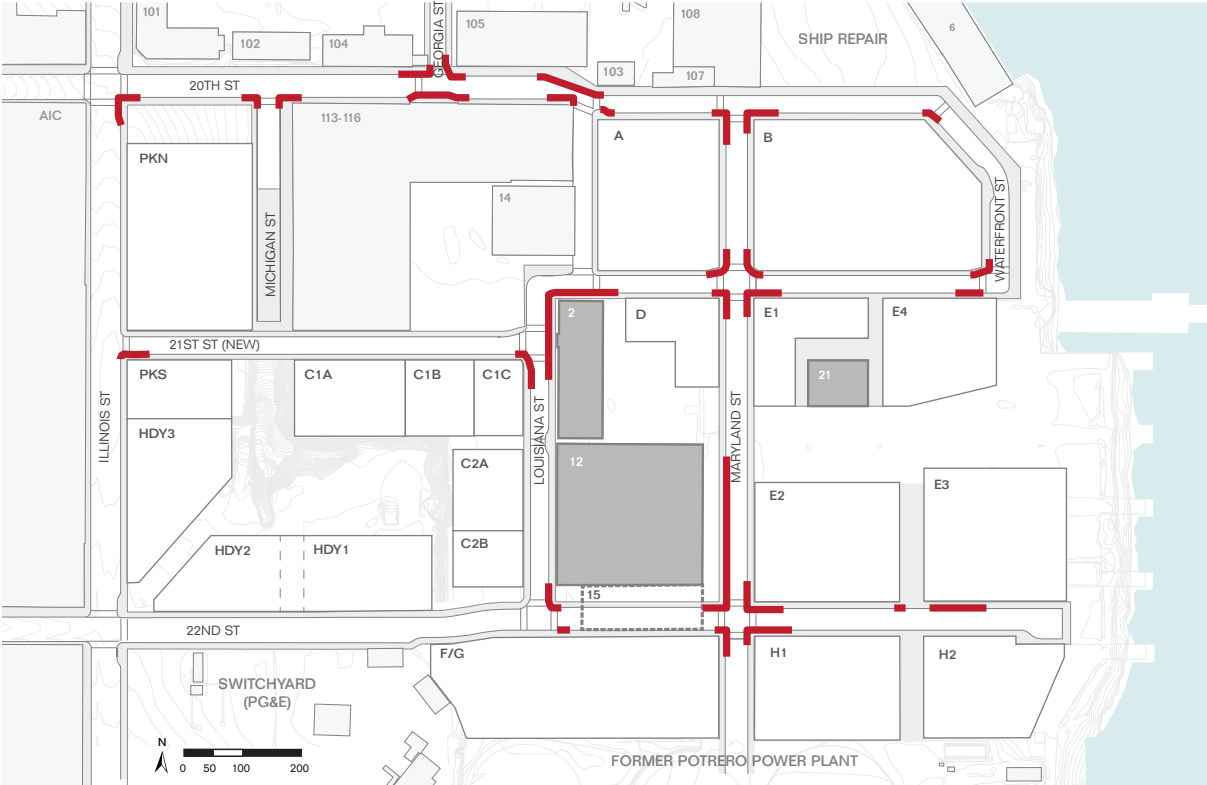 101
102
104
GEORGIA ST
105
108
103
107
SHIP REPAIR
6
20TH ST
AIC
PKN
MICHIGAN ST
113-116
14
A
B
WATERFRONT ST
21ST ST (NEW)
2
D
E1
E4
21
PKS
C1A
C1B
C1C
ILLINOIS ST
HDY3
LOUISIANA ST
MARYLAND ST
C2A
12
E2
E3
HDY2
HDY1
C2B
15
22ND ST
F/G
H1
H2
SWITCHYARD
(PG&E)
N
0 50 100 200
FORMER POTRERO POWER PLANT